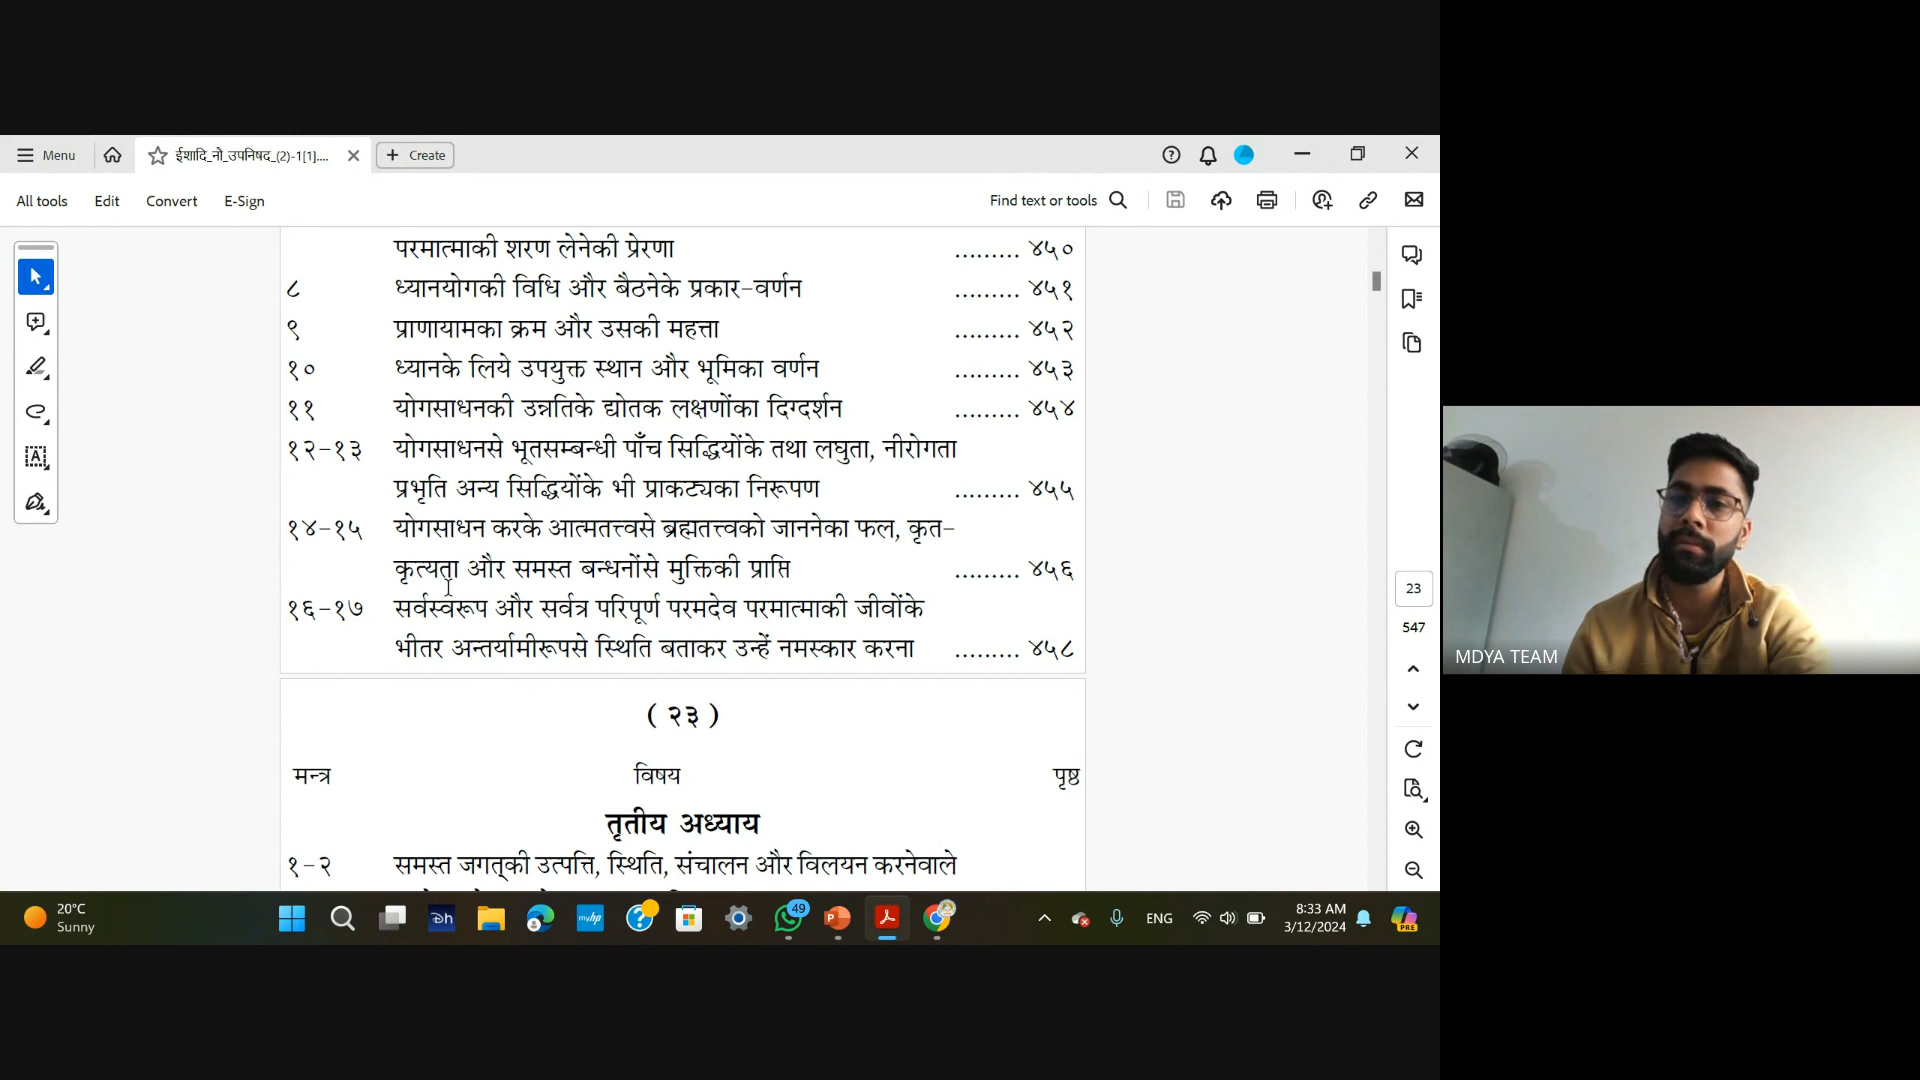 Menu
ईशादि_नो_उपनिषद_(2)-1[1]....
Create
All tools Edit Convert E-Sign
Find text or tools
परमात्माकी शरण लेनेकी प्रेरणा ......... ४५०
८ ध्यानयोगकी विधि और बैठनेके प्रकार-वर्णन ......... ४५१
९ प्राणायामका क्रम और उसकी महत्ता ......... ४५२
१० ध्यानके लिये उपयुक्त स्थान और भूमिका वर्णन ......... ४५३
११ योगसाधनकी उन्नतिके द्योतक लक्षणोंका दिग्दर्शन ......... ४५४
१२-१३ योगसाधनसे भूतसम्बन्धी पाँच सिद्धियोंके तथा लघुता, नीरोगता
प्रभृति अन्य सिद्धियोंके भी प्राकट्यका निरूपण ......... ४५५
१४-१५ योगसाधन करके आत्मतत्त्वसे ब्रह्मतत्त्वको जाननेका फल, कृत-
कृत्यता और समस्त बन्धनोंसे मुक्तिकी प्राप्ति ......... ४५६
१६-१७ सर्वस्वरूप और सर्वत्र परिपूर्ण परमदेव परमात्माकी जीवोंके
भीतर अन्तर्यामीरूपसे स्थिति बताकर उन्हें नमस्कार करना ......... ४५८
( २३ )
मन्त्र विषय पृष्ठ
तृतीय अध्याय
१-२ समस्त जगत्की उत्पत्ति, स्थिति, संचालन और विलयन करनेवाले
23
547
MDYA TEAM
20°C
Sunny
49
ENG
8:33 AM
3/12/2024